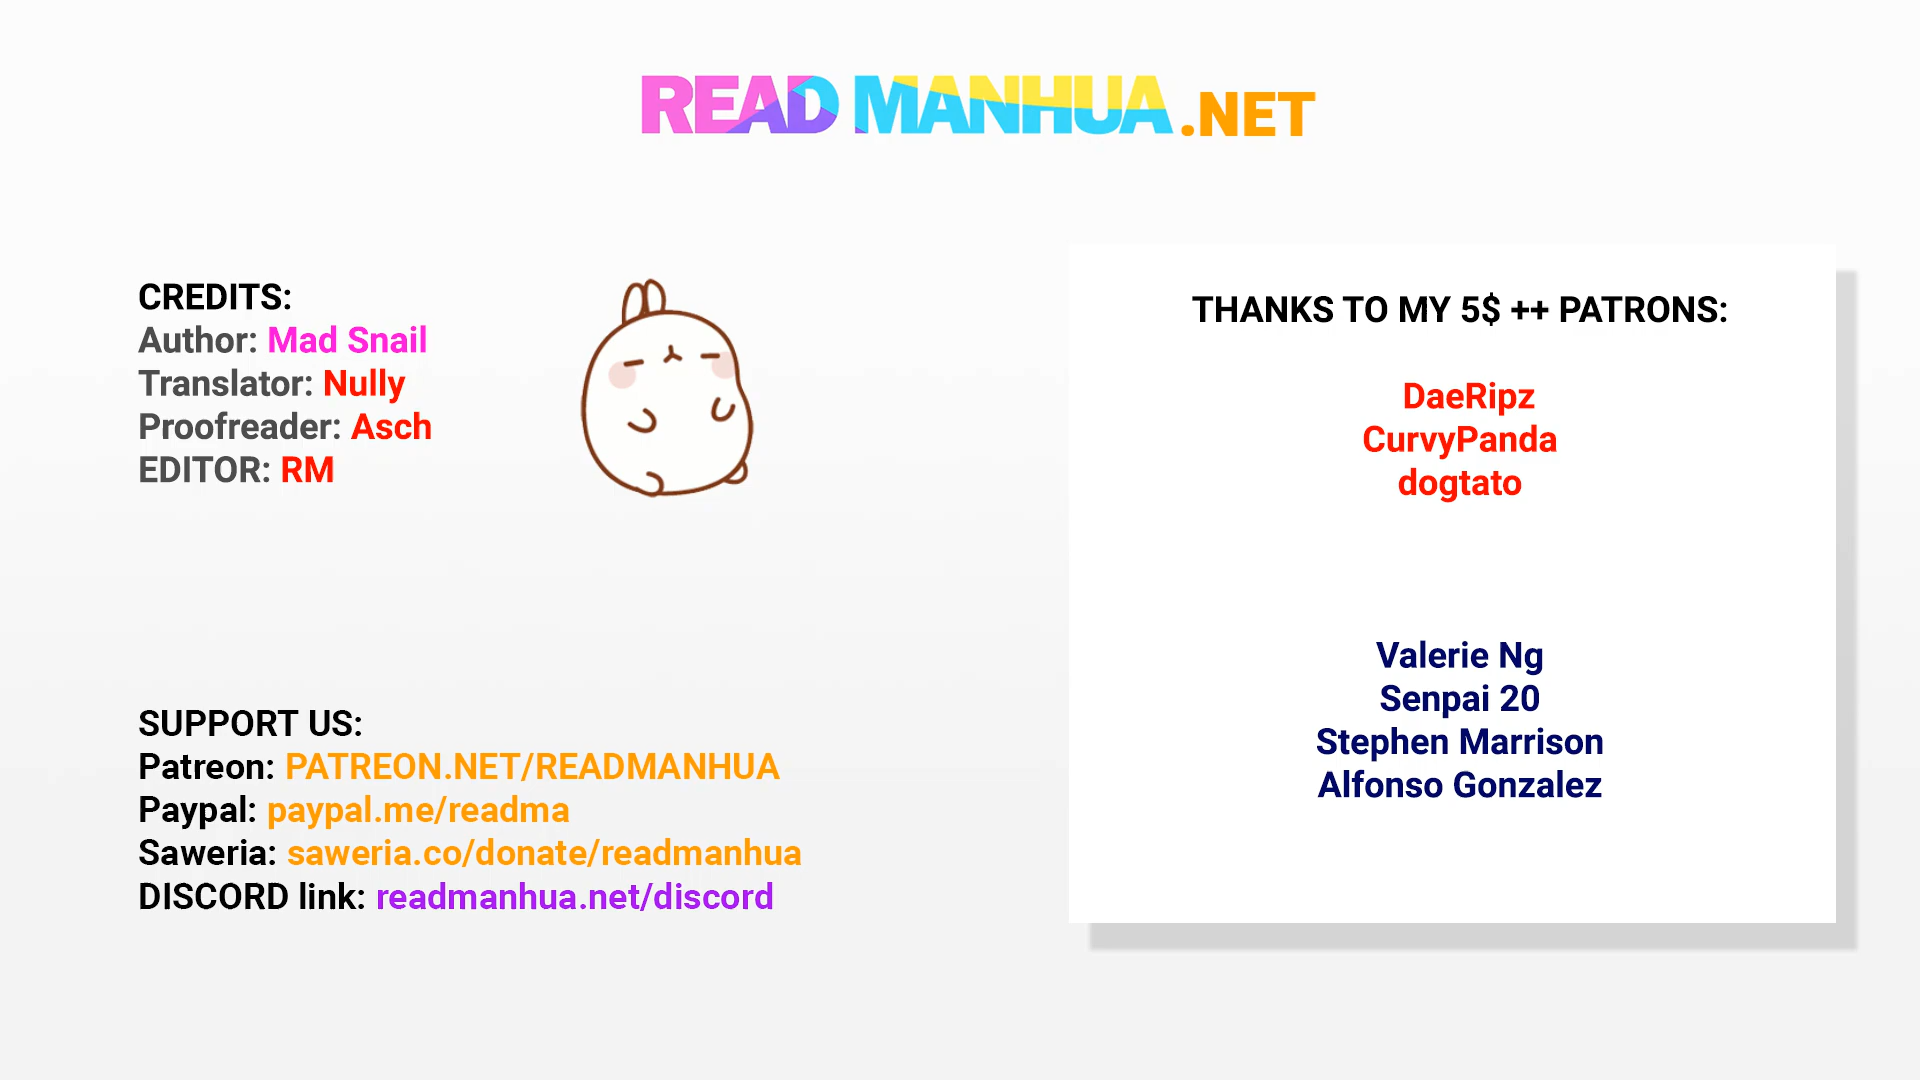 READ MANHUA.NET
CREDITS:
Author: Mad Snail
Translator: Nully
Proofreader: Asch
EDITOR: RM
SUPPORT US:
Patreon: PATREON.NET/READMANHUA
Paypal: paypal.me/readma
Saweria: saweria.co/donate/readmanhua
DISCORD link: readmanhua.net/discord
THANKS TO MY 5$ ++ PATRONS:
DaeRipz
CurvyPanda
dogtato
Valerie Ng
Senpai 20
Stephen Marrison
Alfonso Gonzalez